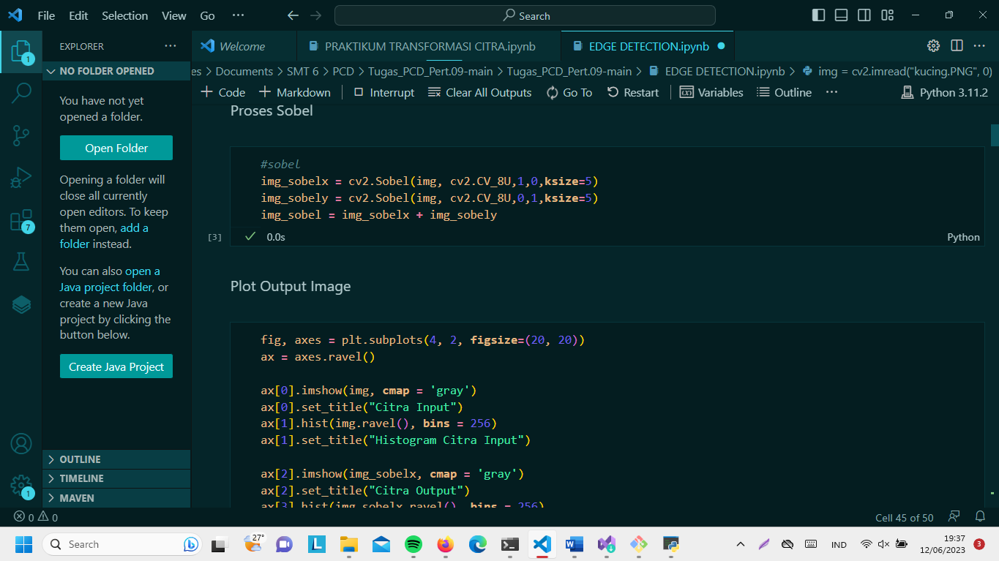 File Edit Selection View Go ··· Search
EXPLORER ···
Welcome PRAKTIKUM TRANSFORMASI CITRA.ipynb EDGE DETECTION.ipynb
NO FOLDER OPENED
es > Documents > SMT 6 > PCD > Tugas_PCD_Pert.09-main > Tugas_PCD_Pert.09-main > EDGE DETECTION.ipynb > img = cv2.imread("kucing.PNG", 0)
+ Code + Markdown Interrupt Clear All Outputs Go To Restart Variables Outline ··· Python 3.11.2
You have not yet
opened a folder.
Open Folder
Opening a folder will
close all currently
open editors. To keep
them open, add a
folder instead.
You can also open a
Java project folder, or
create a new Java
project by clicking the
button below.
Create Java Project
OUTLINE
TIMELINE
MAVEN
1
7
1
Proses Sobel
#sobel
img_sobelx = cv2.Sobel(img, cv2.CV_8U,1,0,ksize=5)
img_sobely = cv2.Sobel(img, cv2.CV_8U,0,1,ksize=5)
img_sobel = img_sobelx + img_sobely
[3] 0.0s Python
Plot Output Image
fig, axes = plt.subplots(4, 2, figsize=(20, 20))
ax = axes.ravel()
ax[0].imshow(img, cmap = 'gray')
ax[0].set_title("Citra Input")
ax[1].hist(img.ravel(), bins = 256)
ax[1].set_title("Histogram Citra Input")
ax[2].imshow(img_sobelx, cmap = 'gray')
ax[2].set_title("Citra Output")
ax[3].hist(img_sobelx.ravel(), bins = 256)
0 0 Cell 45 of 50
Search 27° IND 19:37
12/06/2023 3